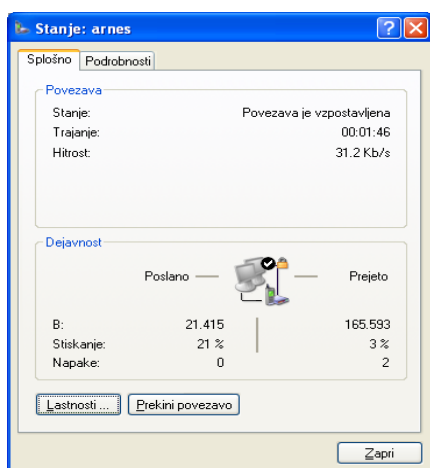 Stanje: arnes
Splošno Podrobnosti
Povezava
Stanje: Povezava je vzpostavljena
Trajanje: 00:01:46
Hitrost: 31.2 Kb/s
Dejavnost
Poslano Prejeto
B: 21.415 165.593
Stiskanje: 21 % 3 %
Napake: 0 2
Lastnosti ... Prekini povezavo
Zapri